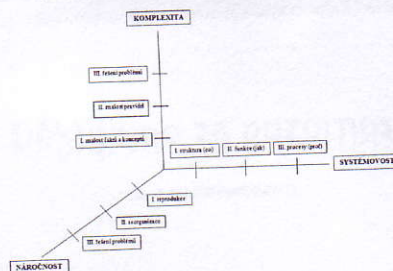 KOMPLEXITA
III. řešení problémů
II. znalost pravidel
I. znalost faktů a konceptů
I. struktura (co)
II. funkce (jak)
III. procesy (proč)
SYSTÉMOVOST
I. reprodukce
II. reorganizace
III. řešení problémů
NÁROČNOST